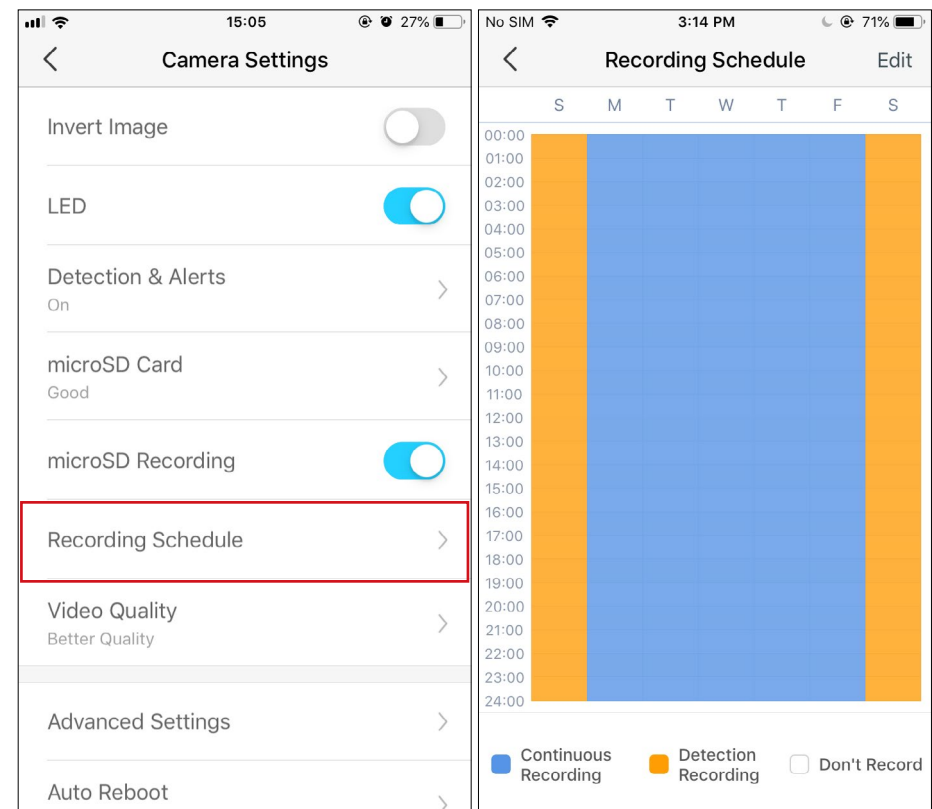 15:05
27%
Camera Settings
Invert Image
LED
Detection & Alerts
On
microSD Card
Good
microSD Recording
Recording Schedule
Video Quality
Better Quality
Advanced Settings
Auto Reboot
No SIM
3:14 PM
71%
Recording Schedule
Edit
S M T W T F S
00:00
01:00
02:00
03:00
04:00
05:00
06:00
07:00
08:00
09:00
10:00
11:00
12:00
13:00
14:00
15:00
16:00
17:00
18:00
19:00
20:00
21:00
22:00
23:00
24:00
Continuous
Recording
Detection
Recording
Don't Record